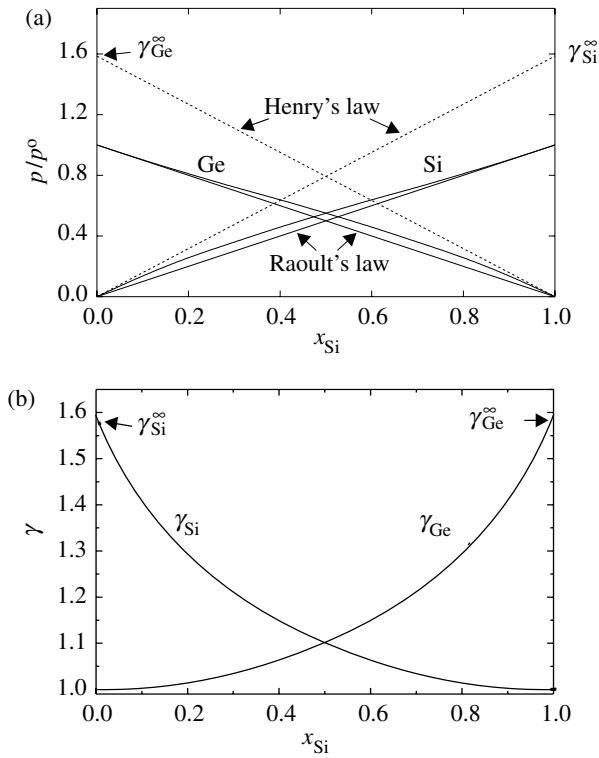 (a)
1.6
1.2
0.8
0.4
0.0
p/p°
γ∞Ge
γ∞Si
Henry's law
Ge
Si
Raoult's law
0.0 0.2 0.4 0.6 0.8 1.0
xSi
(b)
1.6
1.5
1.4
1.3
1.2
1.1
1.0
γ
γ∞Si
γ∞Ge
γSi
γGe
0.0 0.2 0.4 0.6 0.8 1.0
xSi